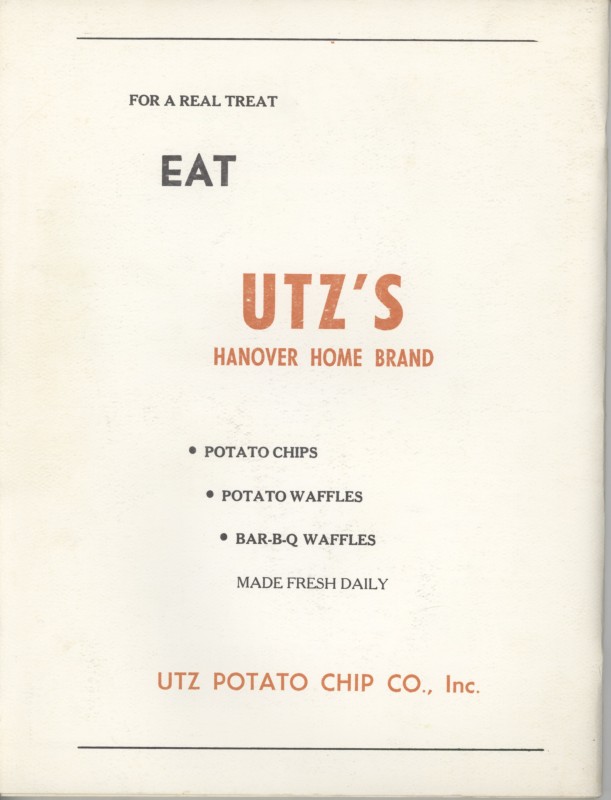 FOR A REAL TREAT
EAT
UTZ'S
HANOVER HOME BRAND
• POTATO CHIPS
• POTATO WAFFLES
• BAR-B-Q WAFFLES
MADE FRESH DAILY
UTZ POTATO CHIP CO., Inc.